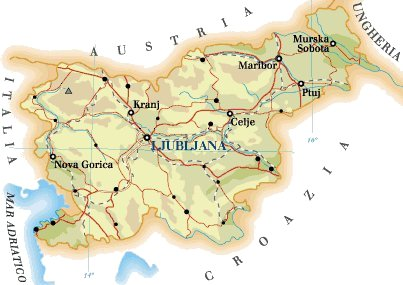 AUSTRIA
UNGHERIA
Murska
Sobota
Maribor
Ptuj
Kranj
Celje
LJUBLJANA
ITALIA
Nova Gorica
16°
CROAZIA
MAR ADRIATICO
14°